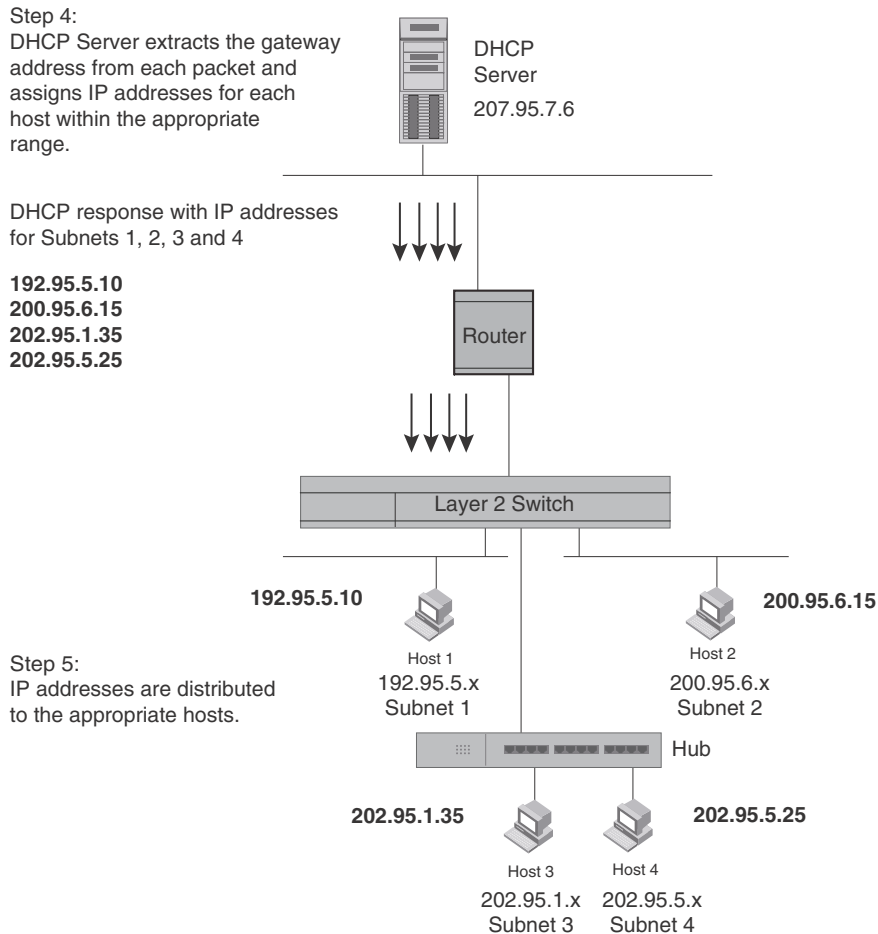 Step 4:
DHCP Server extracts the gateway
address from each packet and
assigns IP addresses for each
host within the appropriate
range.
DHCP
Server
207.95.7.6
DHCP response with IP addresses
for Subnets 1, 2, 3 and 4
192.95.5.10
200.95.6.15
202.95.1.35
202.95.5.25
Router
Layer 2 Switch
192.95.5.10
200.95.6.15
Host 1
192.95.5.x
Subnet 1
Host 2
200.95.6.x
Subnet 2
Step 5:
IP addresses are distributed
to the appropriate hosts.
Hub
202.95.1.35
202.95.5.25
Host 3
202.95.1.x
Subnet 3
Host 4
202.95.5.x
Subnet 4